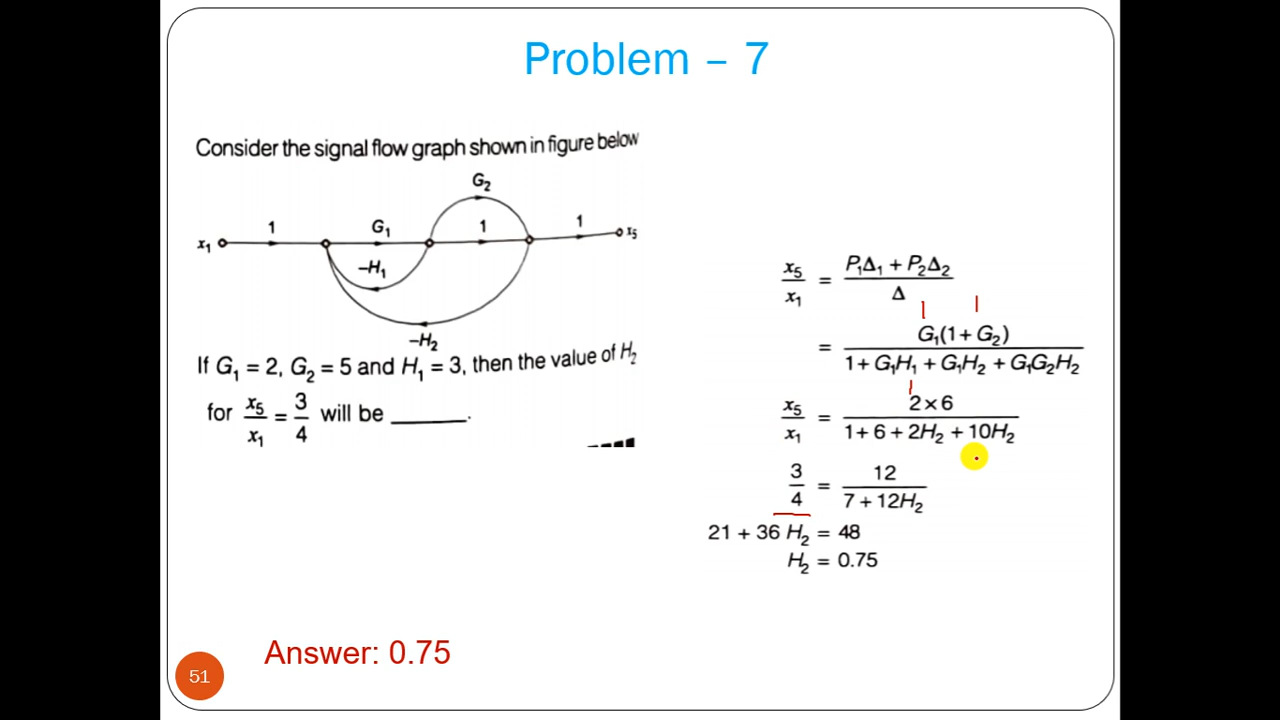 Problem – 7
Consider the signal flow graph shown in figure below
G₂
x₁ 1 G₁ 1 1 x₅
–H₁
–H₂
If G₁ = 2, G₂ = 5 and H₁ = 3, then the value of H₂
for x₅/x₁ = 3/4 will be ______.
x₅/x₁ = (P₁Δ₁ + P₂Δ₂)/Δ
= G₁(1 + G₂)/(1 + G₁H₁ + G₁H₂ + G₁G₂H₂)
x₅/x₁ = (2 × 6)/(1 + 6 + 2H₂ + 10H₂)
3/4 = 12/(7 + 12H₂)
21 + 36 H₂ = 48
H₂ = 0.75
Answer: 0.75
51